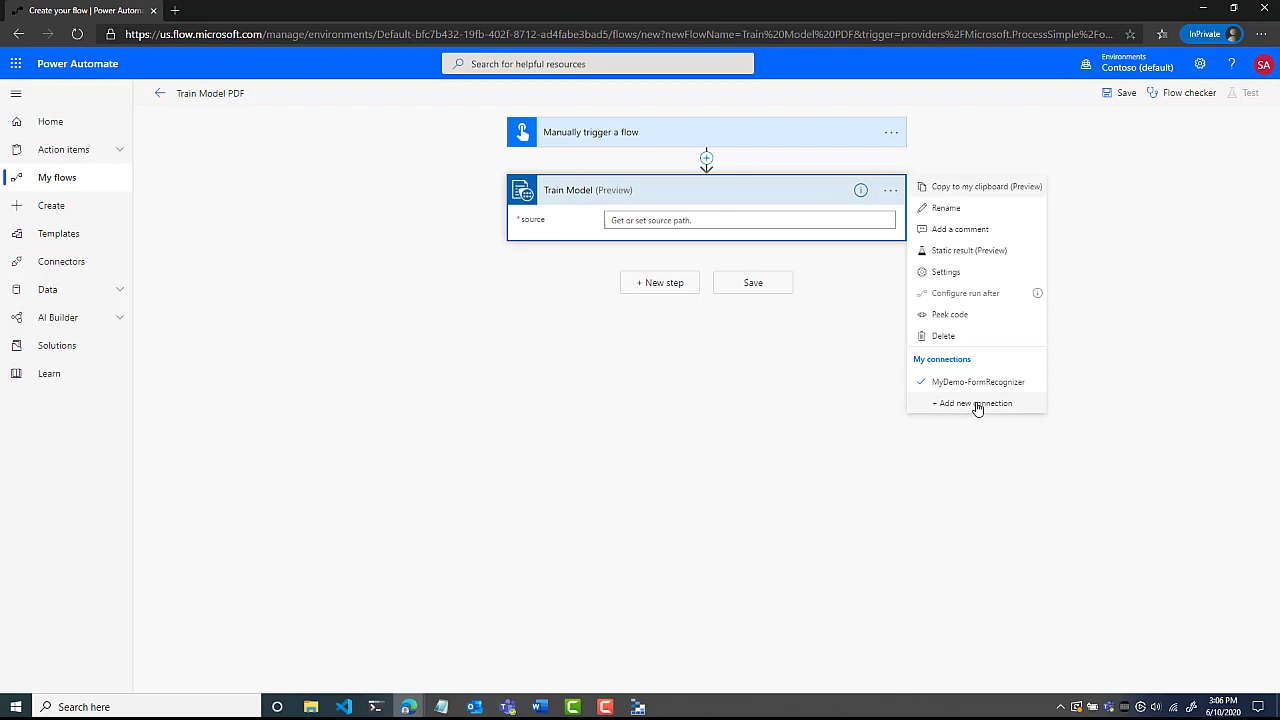 Create your flow | Power Automa
https://us.flow.microsoft.com/manage/environments/Default-bfc7b432-19fb-402f-8712-ad4fabe3bad5/flows/new?newFlowName=Train%20Model%20PDF&trigger=providers%2FMicrosoft.ProcessSimple%2Fo...
InPrivate
Power Automate
Search for helpful resources
Environments
Contoso (default)
SA
Train Model PDF
Save
Flow checker
Test
Home
Action items
My flows
Create
Templates
Connectors
Data
AI Builder
Solutions
Learn
Manually trigger a flow
Train Model (Preview)
* source
Get or set source path.
+ New step
Save
Copy to my clipboard (Preview)
Rename
Add a comment
Static result (Preview)
Settings
Configure run after
Peek code
Delete
My connections
MyDemo-FormRecognizer
+ Add new connection
Search here
3:06 PM
6/10/2020